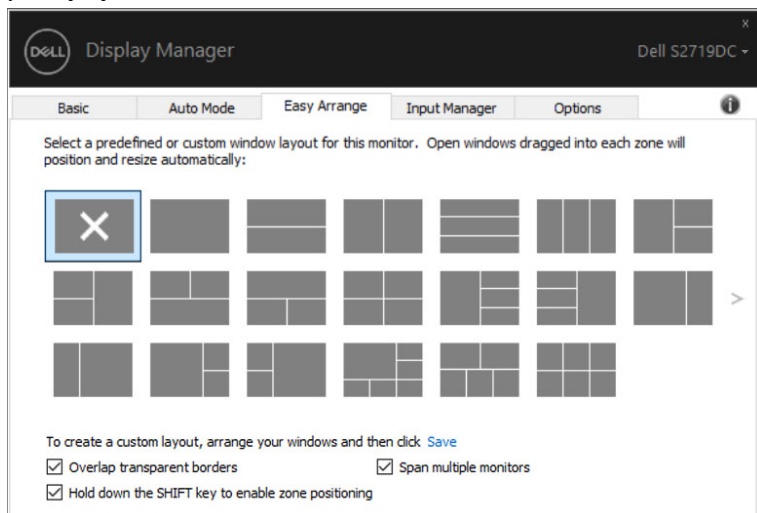 x
DELL
Display Manager
Dell S2719DC
Basic
Auto Mode
Easy Arrange
Input Manager
Options
i
Select a predefined or custom window layout for this monitor. Open windows dragged into each zone will
position and resize automatically:
>
To create a custom layout, arrange your windows and then click Save
Overlap transparent borders
Span multiple monitors
Hold down the SHIFT key to enable zone positioning